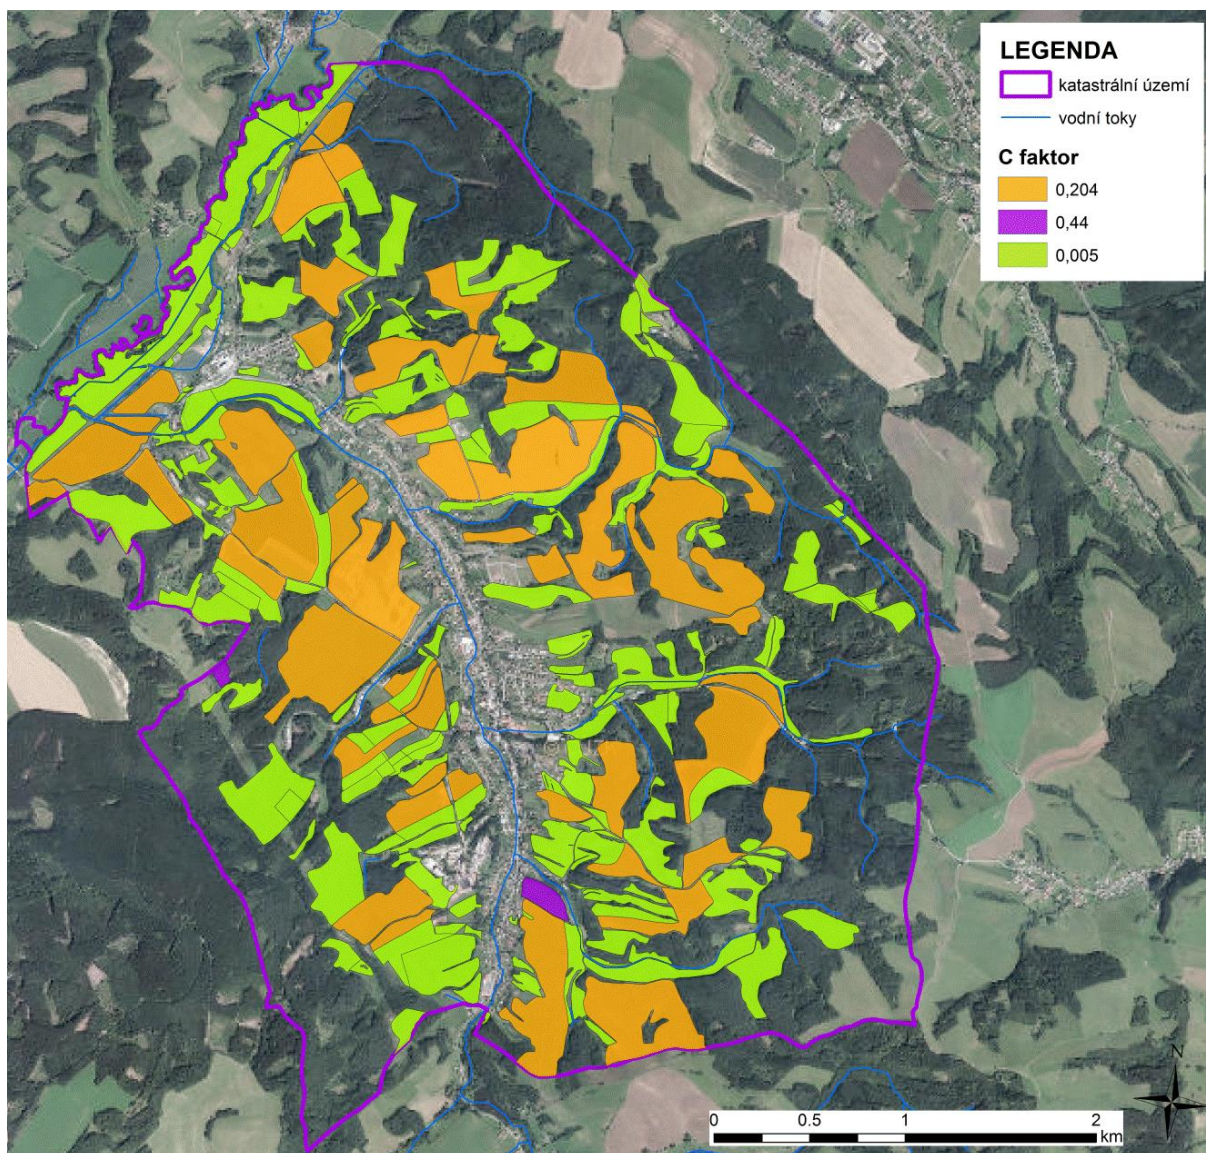 LEGENDA
katastrální území
vodní toky
C faktor
0,204
0,44
0,005
N
0 0.5 1 2
km